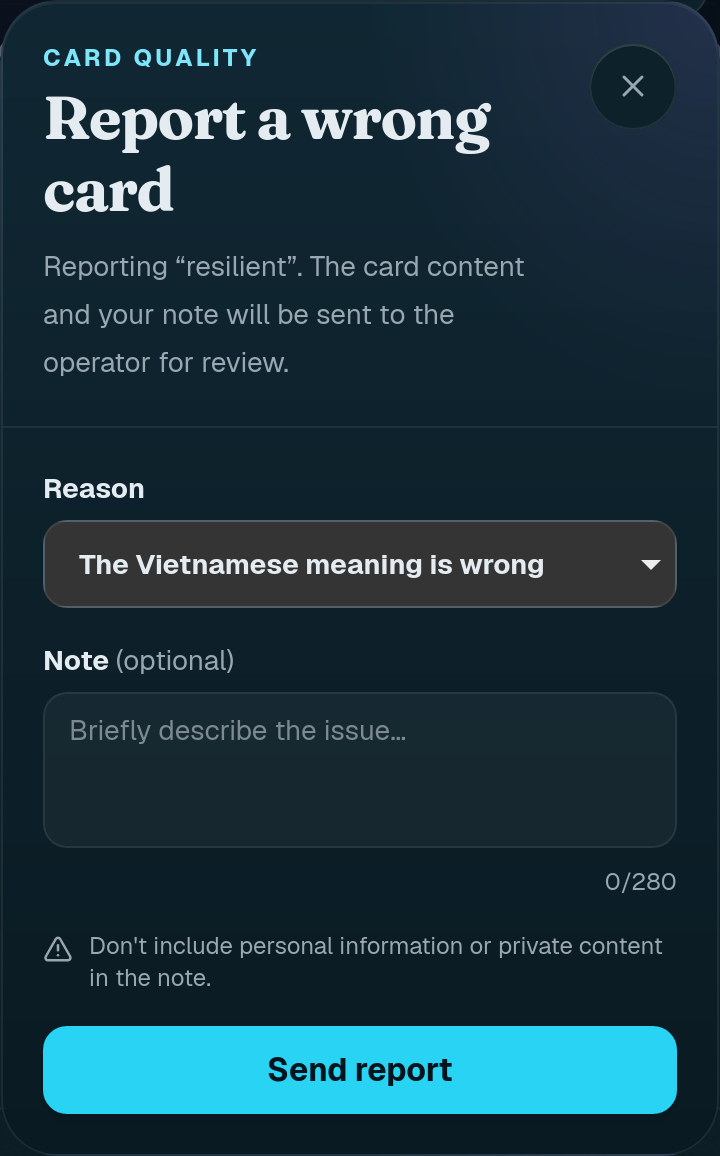 CARD QUALITY
Report a wrong
card
Reporting “resilient”. The card content
and your note will be sent to the
operator for review.
Reason
The Vietnamese meaning is wrong
Note (optional)
Briefly describe the issue…
0/280
Don't include personal information or private content
in the note.
Send report